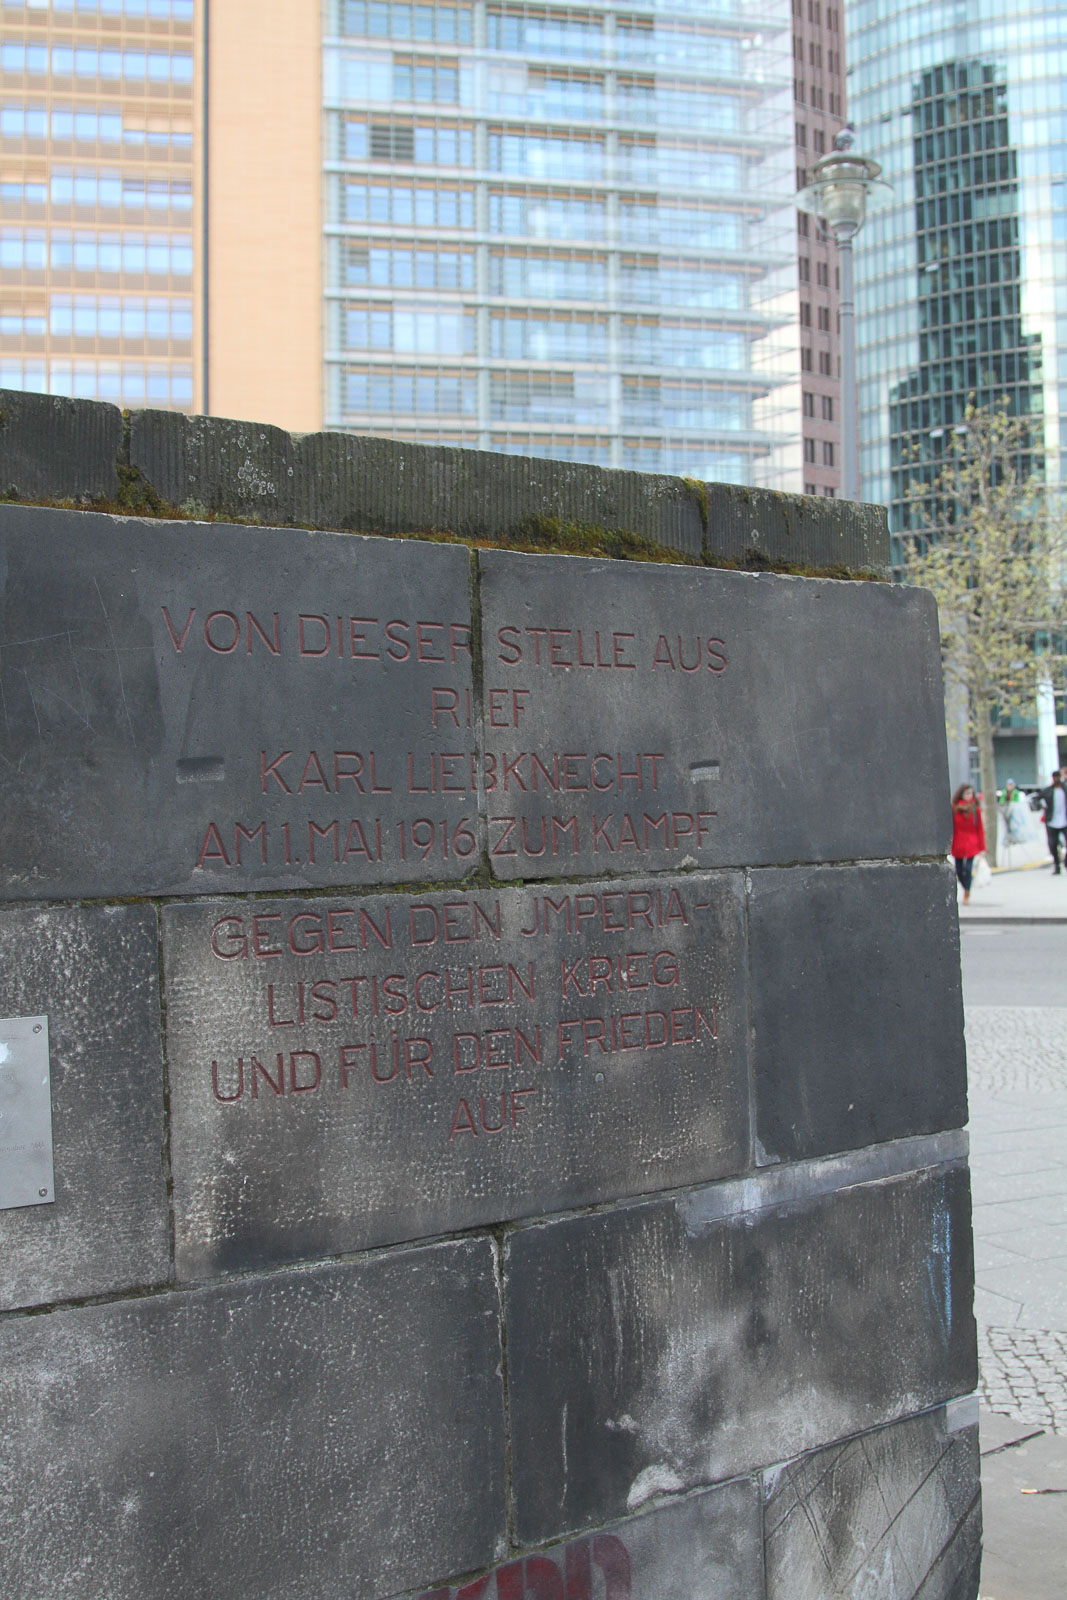 VON DIESER STELLE AUS
RIEF
- KARL LIEBKNECHT -
AM 1. MAI 1916 ZUM KAMPF
GEGEN DEN JMPERIA-
LISTISCHEN KRIEG
UND FÜR DEN FRIEDEN
AUF